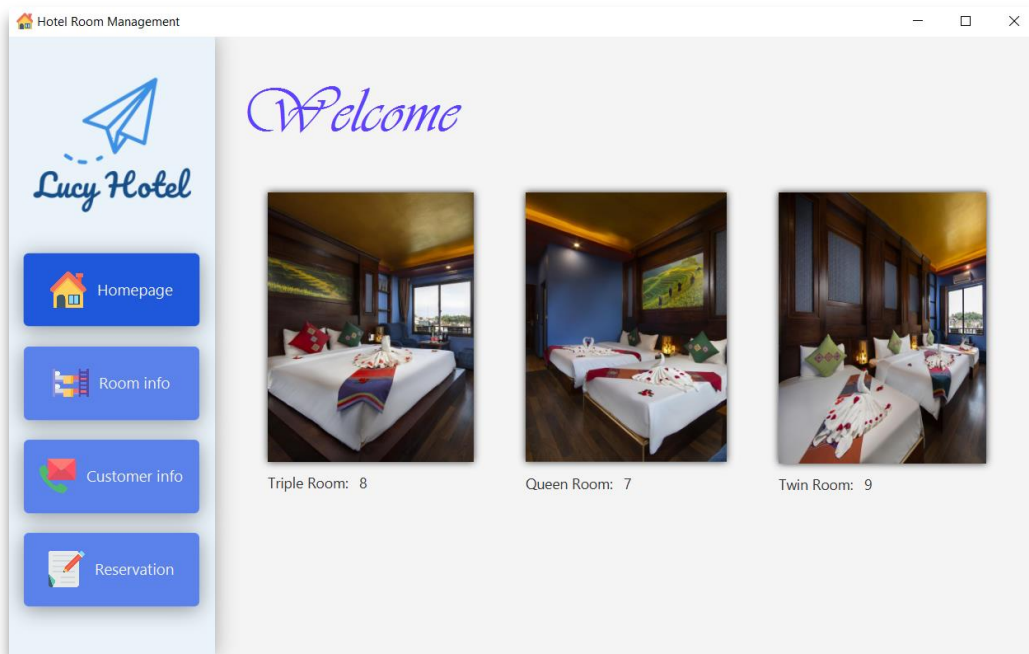 Hotel Room Management
Lucy Hotel
Homepage
Room info
Customer info
Reservation
Welcome
Triple Room: 8
Queen Room: 7
Twin Room: 9